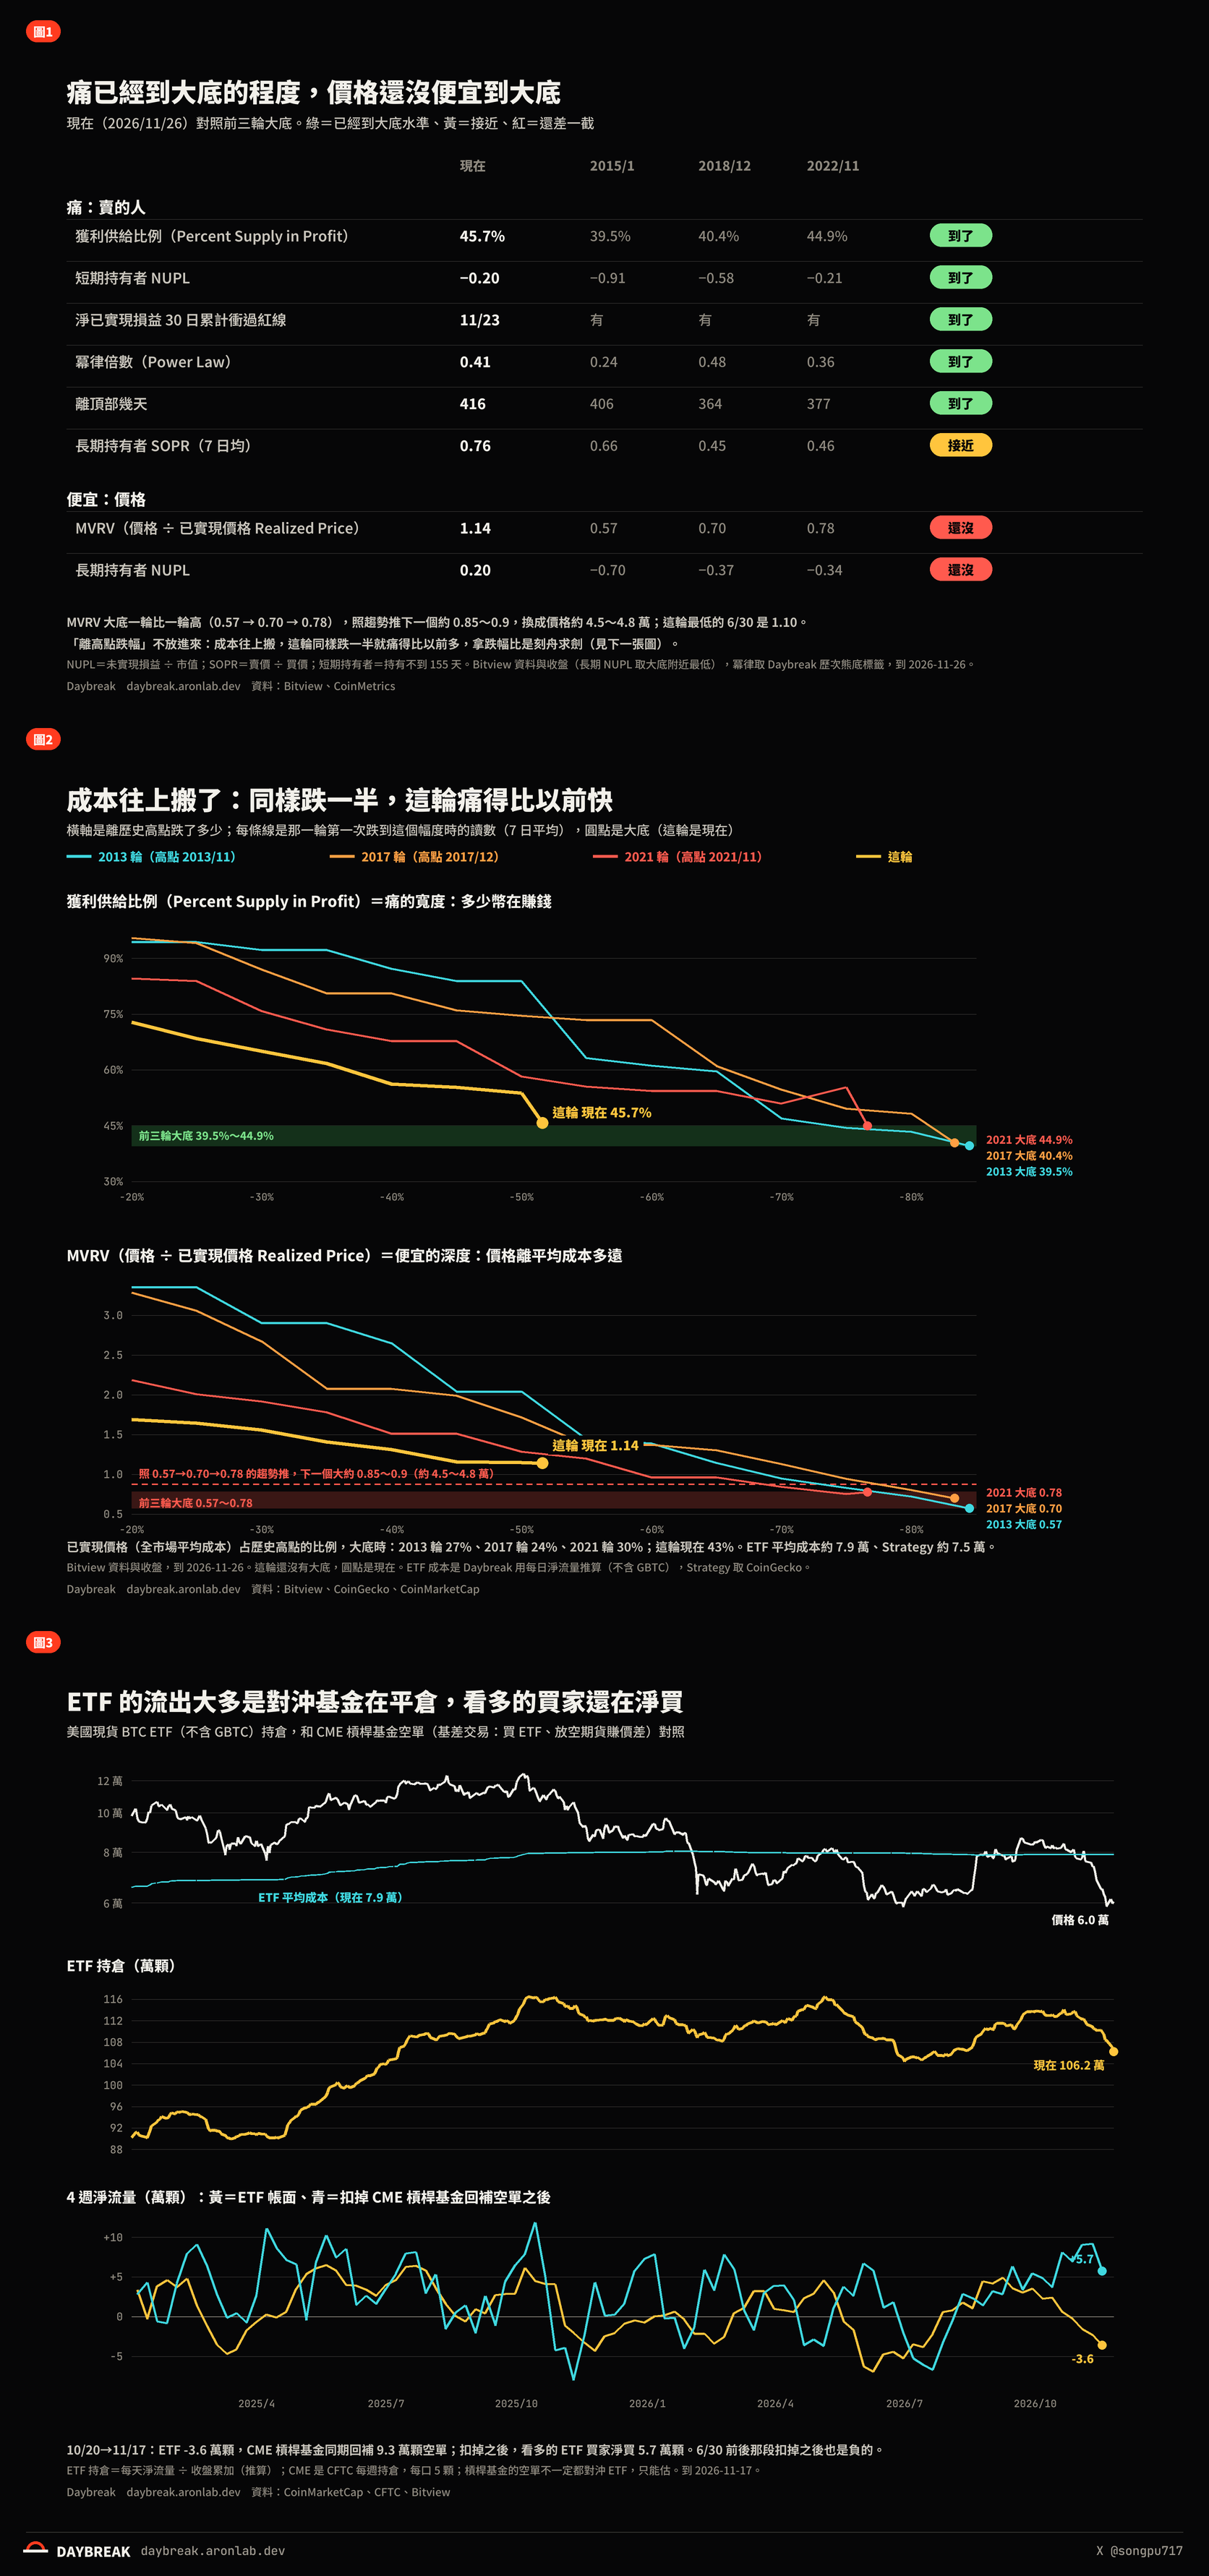 圖1
痛已經到大底的程度，價格還沒便宜到大底
現在（2026/11/26）對照前三輪大底。綠＝已經到大底水準、黃＝接近、紅＝還差一截
現在 2015/1 2018/12 2022/11
痛：賣的人
獲利供給比例（Percent Supply in Profit） 45.7% 39.5% 40.4% 44.9% 到了
短期持有者 NUPL −0.20 −0.91 −0.58 −0.21 到了
淨已實現損益 30 日累計衝過紅線 11/23 有 有 有 到了
冪律倍數（Power Law） 0.41 0.24 0.48 0.36 到了
離頂部幾天 416 406 364 377 到了
長期持有者 SOPR（7 日均） 0.76 0.66 0.45 0.46 接近
便宜：價格
MVRV（價格 ÷ 已實現價格 Realized Price） 1.14 0.57 0.70 0.78 還沒
長期持有者 NUPL 0.20 −0.70 −0.37 −0.34 還沒
MVRV 大底一輪比一輪高（0.57 → 0.70 → 0.78），照趨勢推下一個約 0.85～0.9，換成價格約 4.5～4.8 萬；這輪最低的 6/30 是 1.10。
「離高點跌幅」不放進來：成本往上搬，這輪同樣跌一半就痛得比以前多，拿跌幅比是刻舟求劍（見下一張圖）。
NUPL＝未實現損益 ÷ 市值；SOPR＝賣價 ÷ 買價；短期持有者＝持有不到 155 天。Bitview 資料與收盤（長期 NUPL 取大底附近最低），冪律取 Daybreak 歷次熊底標籤，到 2026-11-26。
Daybreak daybreak.aronlab.dev 資料：Bitview、CoinMetrics
圖2
成本往上搬了：同樣跌一半，這輪痛得比以前快
橫軸是離歷史高點跌了多少；每條線是那一輪第一次跌到這個幅度時的讀數（7 日平均），圓點是大底（這輪是現在）
2013 輪（高點 2013/11） 2017 輪（高點 2017/12） 2021 輪（高點 2021/11） 這輪
獲利供給比例（Percent Supply in Profit）＝痛的寬度：多少幣在賺錢
90%
75%
60%
這輪 現在 45.7%
45%
前三輪大底 39.5%～44.9%
2021 大底 44.9%
2017 大底 40.4%
2013 大底 39.5%
30%
-20% -30% -40% -50% -60% -70% -80%
MVRV（價格 ÷ 已實現價格 Realized Price）＝便宜的深度：價格離平均成本多遠
3.0
2.5
2.0
1.5
這輪 現在 1.14
1.0
照 0.57→0.70→0.78 的趨勢推，下一個大約 0.85～0.9（約 4.5～4.8 萬）
前三輪大底 0.57～0.78
2021 大底 0.78
2017 大底 0.70
2013 大底 0.57
0.5
-20% -30% -40% -50% -60% -70% -80%
已實現價格（全市場平均成本）占歷史高點的比例，大底時：2013 輪 27%、2017 輪 24%、2021 輪 30%；這輪現在 43%。ETF 平均成本約 7.9 萬、Strategy 約 7.5 萬。
Bitview 資料與收盤，到 2026-11-26。這輪還沒有大底，圓點是現在。ETF 成本是 Daybreak 用每日淨流量推算（不含 GBTC），Strategy 取 CoinGecko。
Daybreak daybreak.aronlab.dev 資料：Bitview、CoinGecko、CoinMarketCap
圖3
ETF 的流出大多是對沖基金在平倉，看多的買家還在淨買
美國現貨 BTC ETF（不含 GBTC）持倉，和 CME 槓桿基金空單（基差交易：買 ETF、放空期貨賺價差）對照
12 萬
10 萬
8 萬
6 萬
ETF 平均成本（現在 7.9 萬）
價格 6.0 萬
ETF 持倉（萬顆）
116
112
108
104
現在 106.2 萬
100
96
92
88
4 週淨流量（萬顆）：黃＝ETF 帳面、青＝扣掉 CME 槓桿基金回補空單之後
+10
+5
+5.7
0
-5
-3.6
2025/4 2025/7 2025/10 2026/1 2026/4 2026/7 2026/10
10/20→11/17：ETF -3.6 萬顆，CME 槓桿基金同期回補 9.3 萬顆空單；扣掉之後，看多的 ETF 買家淨買 5.7 萬顆。6/30 前後那段扣掉之後也是負的。
ETF 持倉＝每天淨流量 ÷ 收盤累加（推算）；CME 是 CFTC 每週持倉，每口 5 顆；槓桿基金的空單不一定都對沖 ETF，只能估。到 2026-11-17。
Daybreak daybreak.aronlab.dev 資料：CoinMarketCap、CFTC、Bitview
DAYBREAK daybreak.aronlab.dev X @songpu717